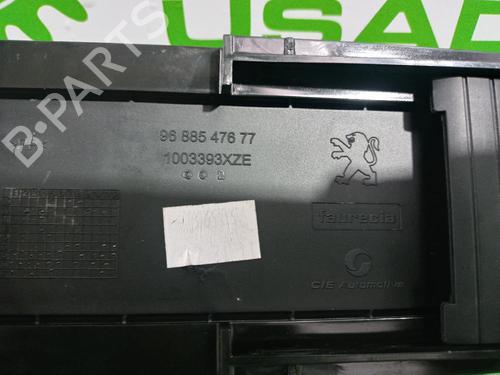 USAD
B-PARTS
96 885 476 77
1003393XZE
faurecia
CIE Automotive